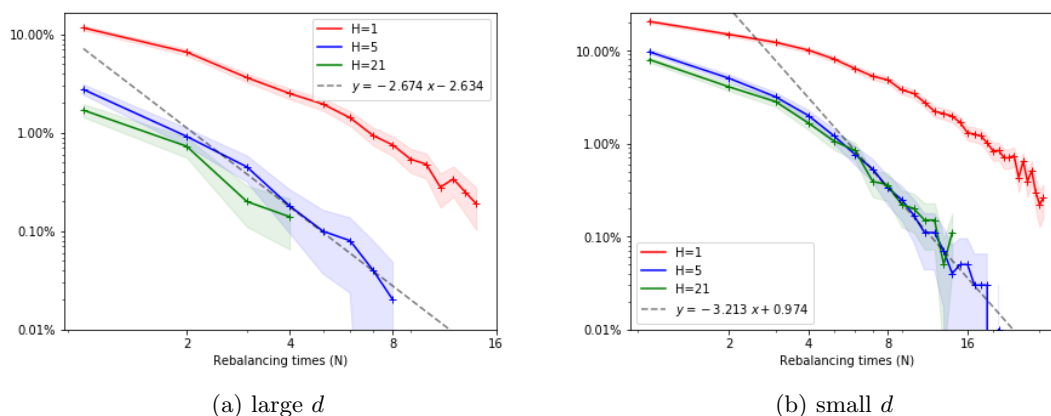 10.00%
1.00%
0.10%
0.01%
H=1
H=5
H=21
y = −2.674 x − 2.634
2
4
8
16
Rebalancing times (N)
(a) large d
10.00%
1.00%
0.10%
0.01%
H=1
H=5
H=21
y = −3.213 x + 0.974
2
4
8
16
Rebalancing times (N)
(b) small d